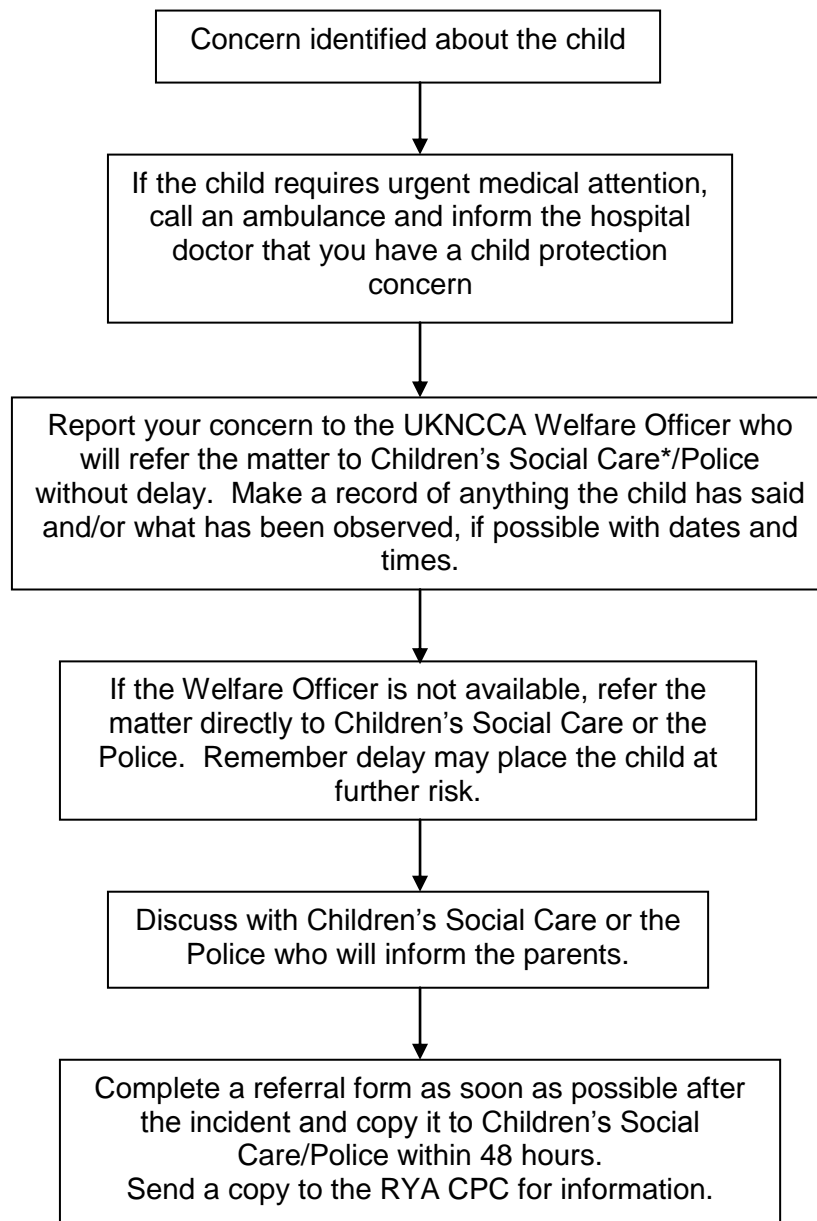 Concern identified about the child
If the child requires urgent medical attention,
call an ambulance and inform the hospital
doctor that you have a child protection
concern
Report your concern to the UKNCCA Welfare Officer who
will refer the matter to Children’s Social Care*/Police
without delay.  Make a record of anything the child has said
and/or what has been observed, if possible with dates and
times.
If the Welfare Officer is not available, refer the
matter directly to Children’s Social Care or the
Police.  Remember delay may place the child at
further risk.
Discuss with Children’s Social Care or the
Police who will inform the parents.
Complete a referral form as soon as possible after
the incident and copy it to Children’s Social
Care/Police within 48 hours.
Send a copy to the RYA CPC for information.